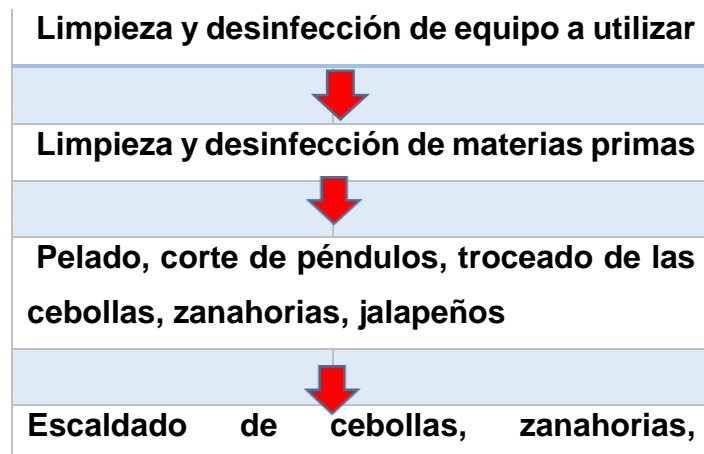 Limpieza y desinfección de equipo a utilizar
Limpieza y desinfección de materias primas
Pelado, corte de péndulos, troceado de las
cebollas, zanahorias, jalapeños
Escaldado de cebollas, zanahorias,